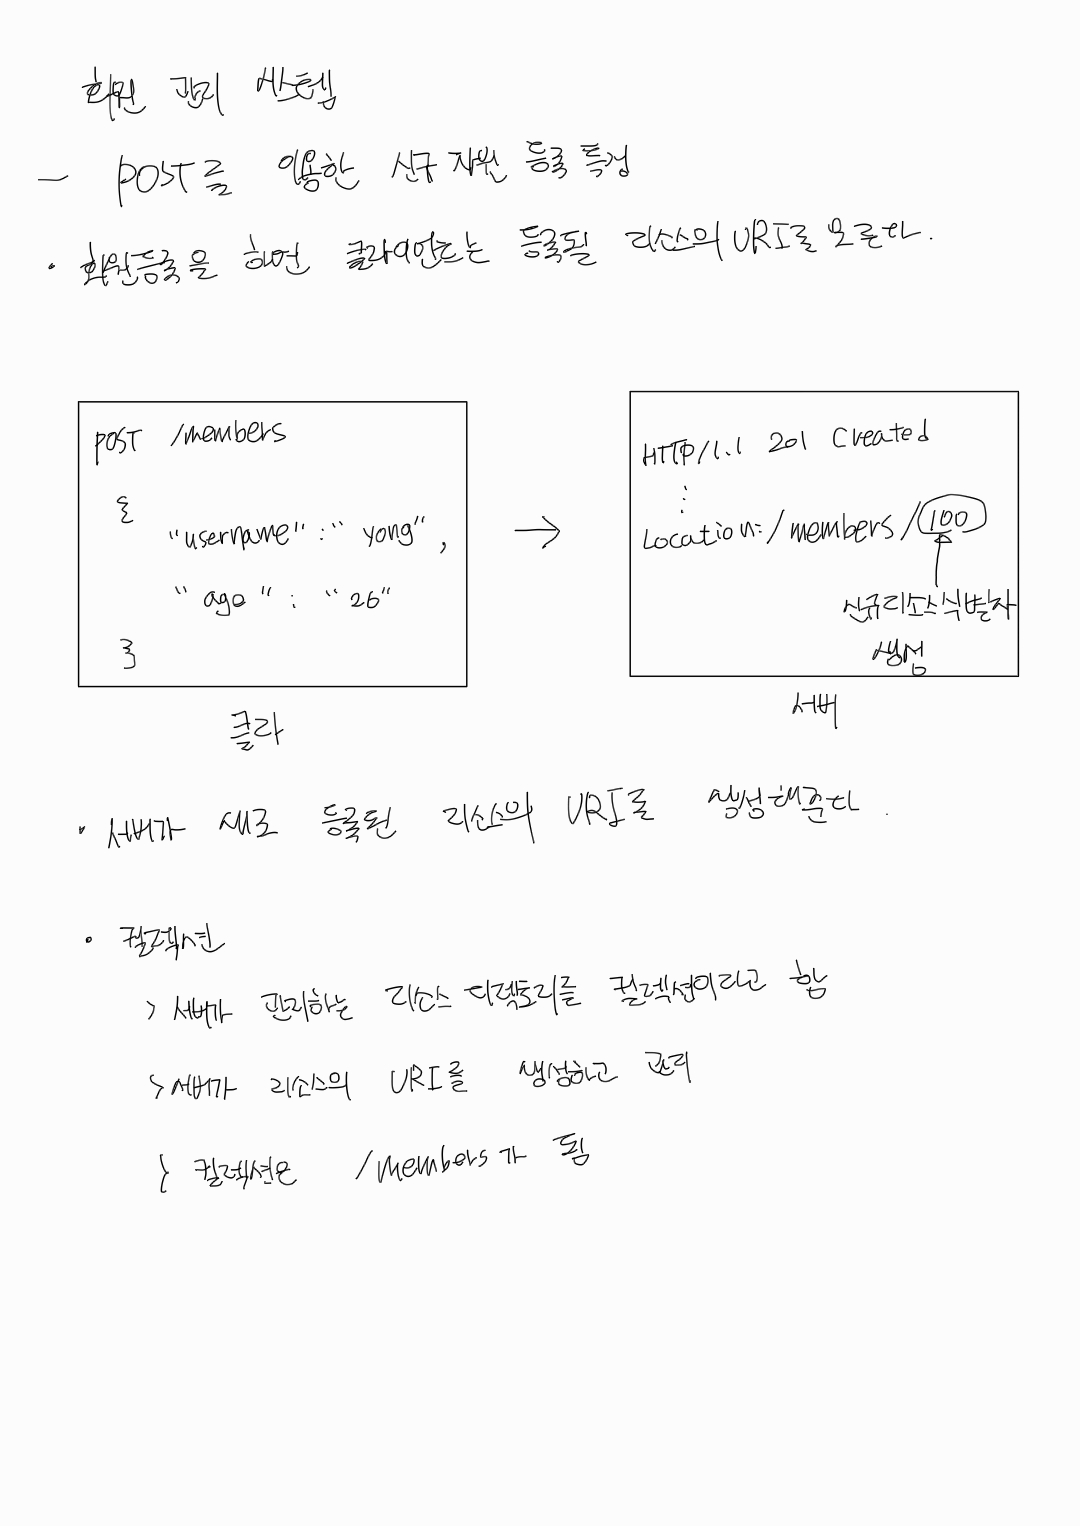 회원 관리 시스템
- POST를 이용한 신규 자원 등록 특징
• 회원등록을 하면 클라이언트는 등록될 리소스의 URI를 모른다.
POST /members
{
"username" : "yong",
"age" : "26"
}
클라
→
HTTP/1.1 201 Created
⋮
Location:/members/100
신규리소스식별자
생성
서버
• 서버가 새로 등록된 리소스의 URI를 생성해준다.
• 컬렉션
> 서버가 관리하는 리소스 디렉토리를 컬렉션이라고 함
> 서버가 리소스의 URI를 생성하고 관리
> 컬렉션은 /members가 됨